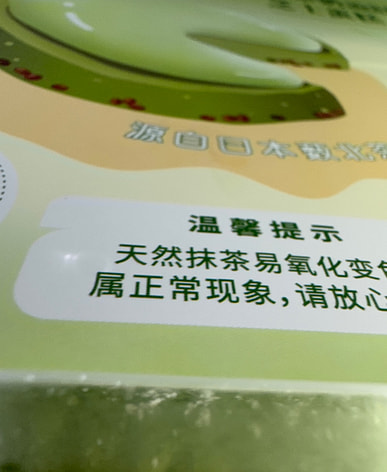 源自日本数北
温馨提示
天然抹茶易氧化变色
属正常现象,请放心